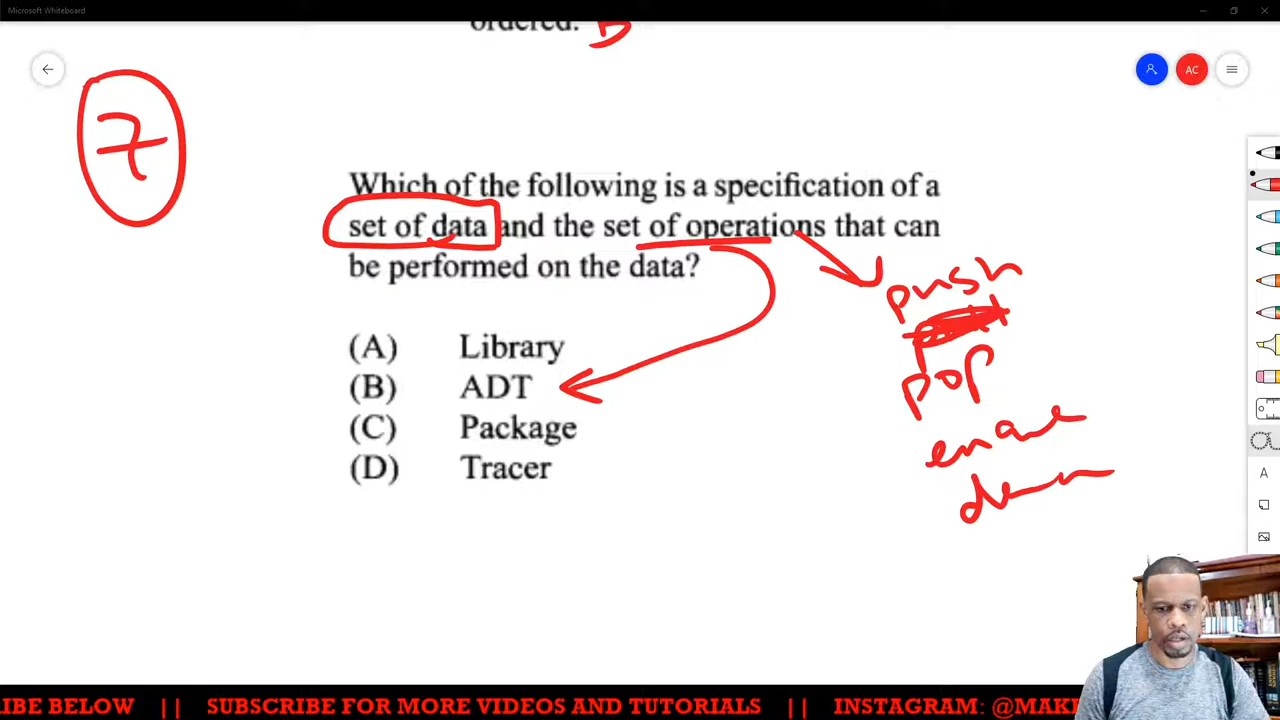 Microsoft Whiteboard
ordered. B
7
AC
Which of the following is a specification of a
set of data and the set of operations that can
be performed on the data?
push
pop
(A) Library
(B) ADT
(C) Package
(D) Tracer
A
IBE BELOW || SUBSCRIBE FOR MORE VIDEOS AND TUTORIALS || INSTAGRAM: @MAK